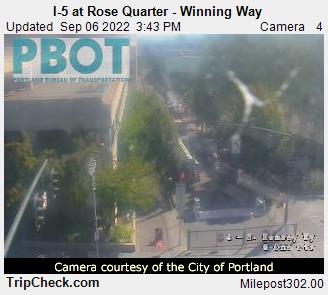 I-5 at Rose Quarter - Winning Way
Updated Sep 06 2022 3:43 PM Camera 4
PBOT
PORTLAND BUREAU OF TRANSPORTATION
Camera courtesy of the City of Portland
TripCheck.com Milepost302.00